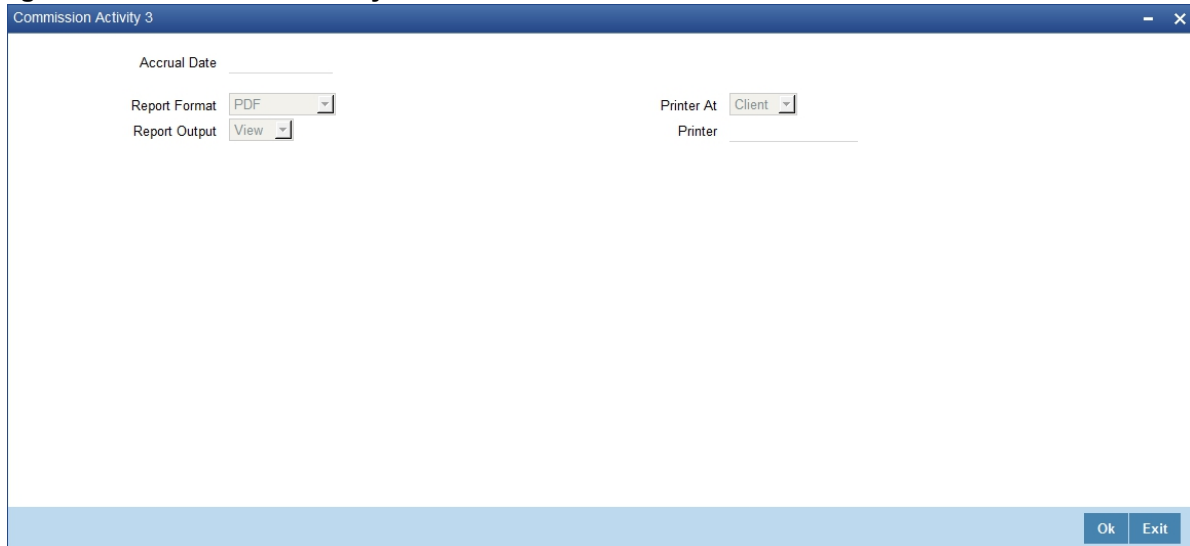 Commission Activity 3
Accrual Date
Report Format PDF Printer At Client
Report Output View Printer
Ok Exit